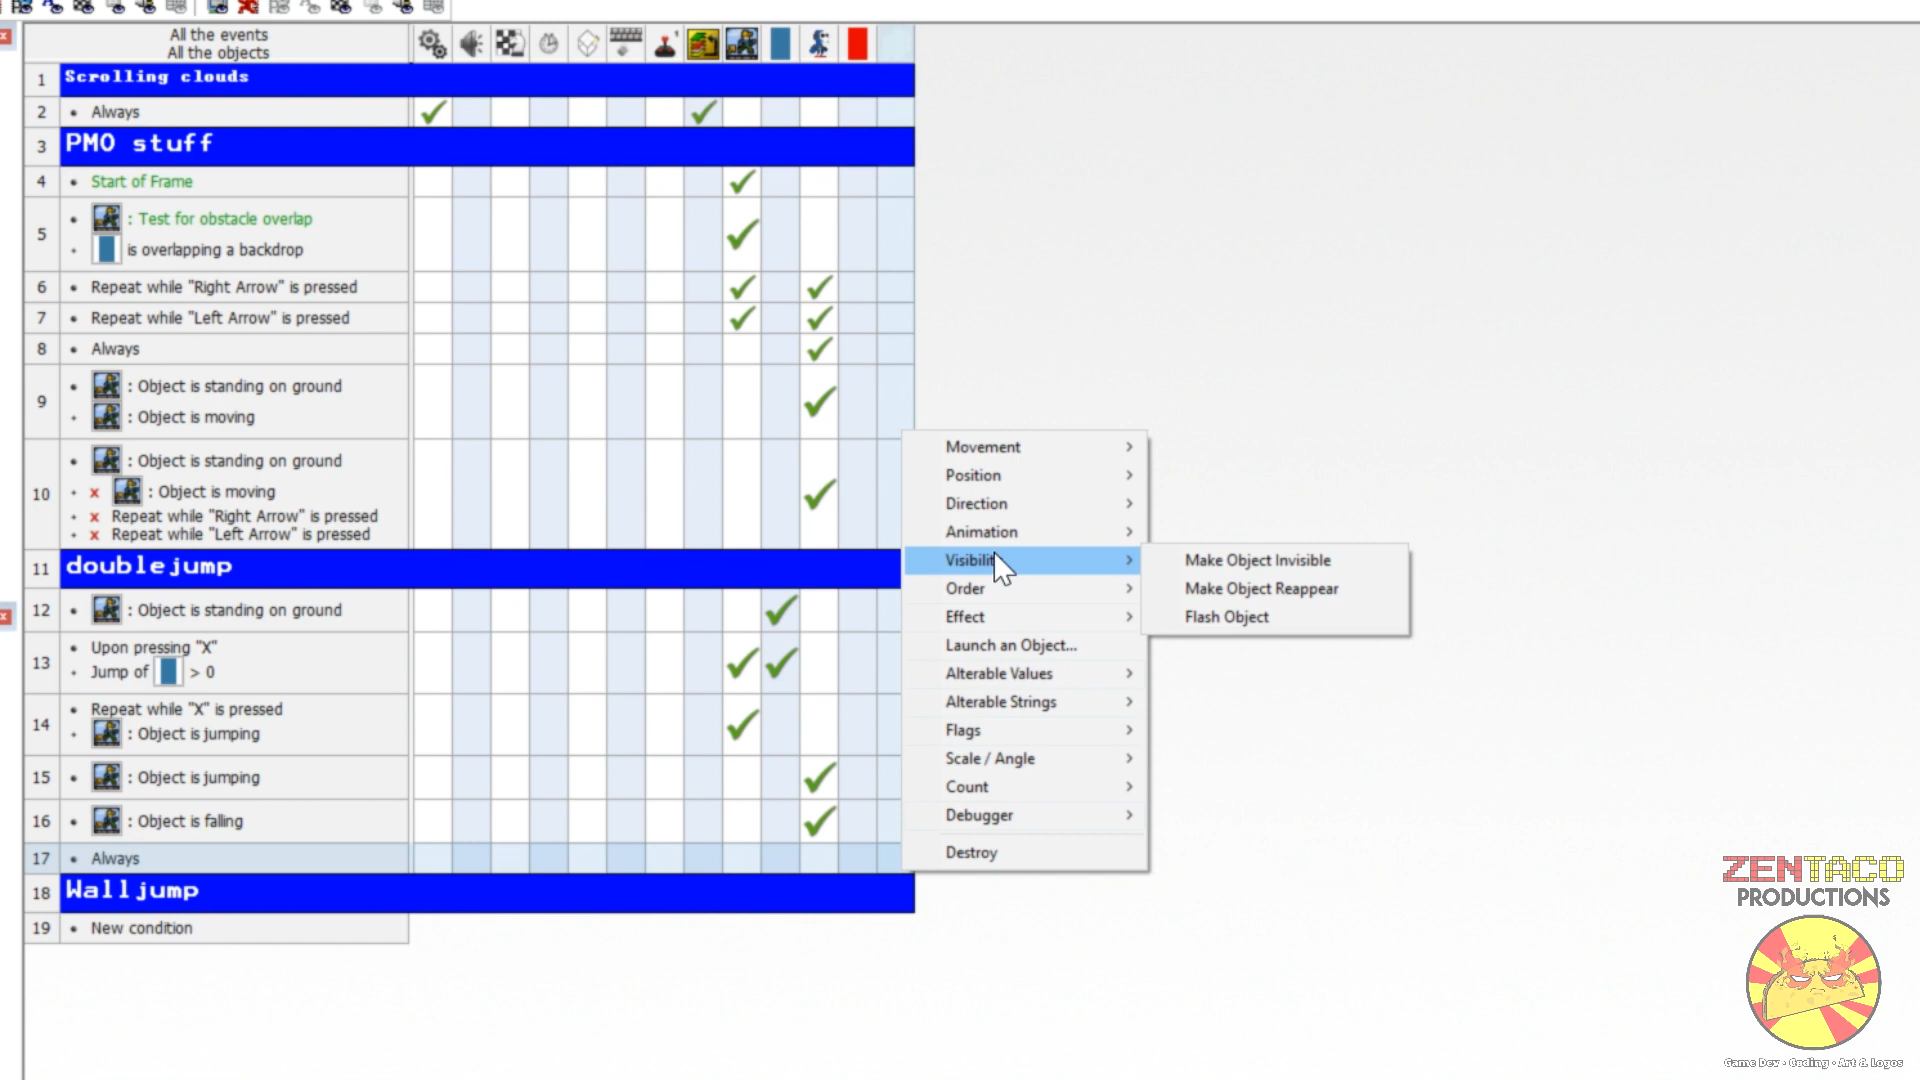 All the events
All the objects
1 Scrolling clouds
2 • Always
3 PMO stuff
4 • Start of Frame
5 • : Test for obstacle overlap
is overlapping a backdrop
6 • Repeat while "Right Arrow" is pressed
7 • Repeat while "Left Arrow" is pressed
8 • Always
9 • : Object is standing on ground
: Object is moving
10 • : Object is standing on ground
x : Object is moving
x Repeat while "Right Arrow" is pressed
x Repeat while "Left Arrow" is pressed
11 doublejump
12 • : Object is standing on ground
13 • Upon pressing "X"
Jump of > 0
14 • Repeat while "X" is pressed
: Object is jumping
15 • : Object is jumping
16 • : Object is falling
17 • Always
18 Walljump
19 • New condition
Movement
Position
Direction
Animation
Visibilit
Order
Effect
Launch an Object...
Alterable Values
Alterable Strings
Flags
Scale / Angle
Count
Debugger
Destroy
Make Object Invisible
Make Object Reappear
Flash Object
ZENTACO
PRODUCTIONS
Game Dev • Coding • Art & Logos